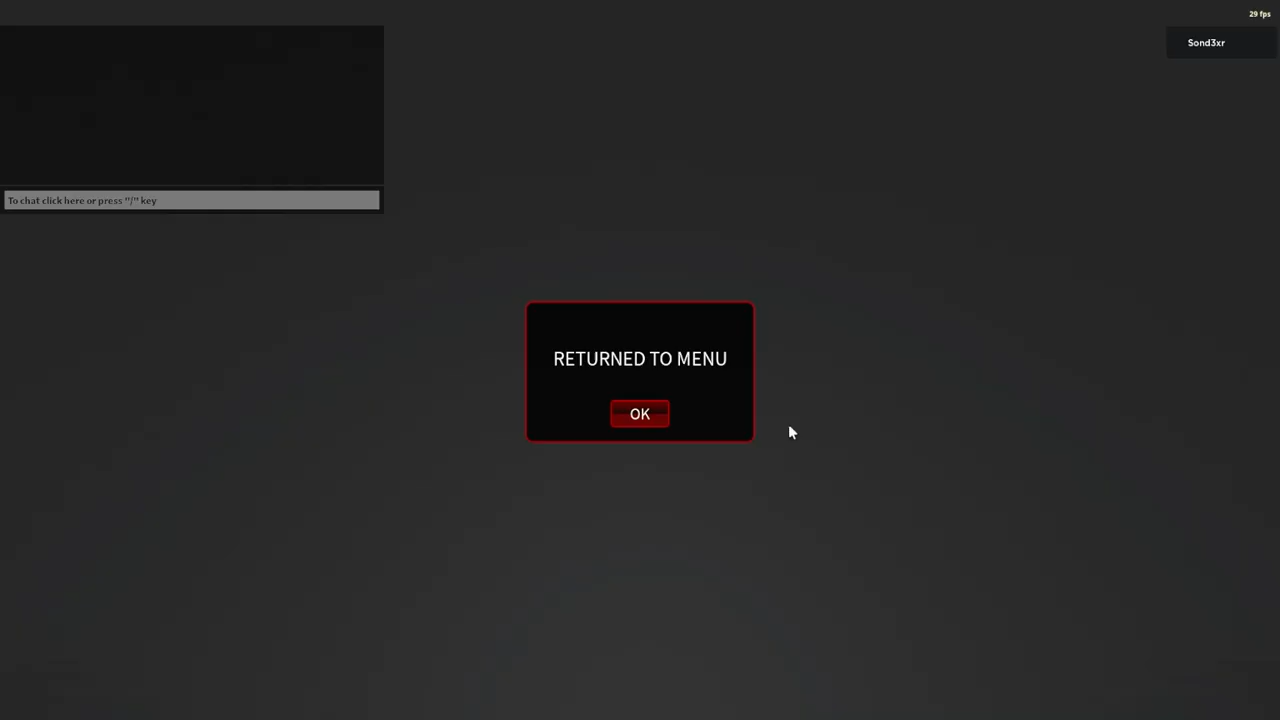 29 fps
Sond3xr
To chat click here or press "/" key
RETURNED TO MENU
OK